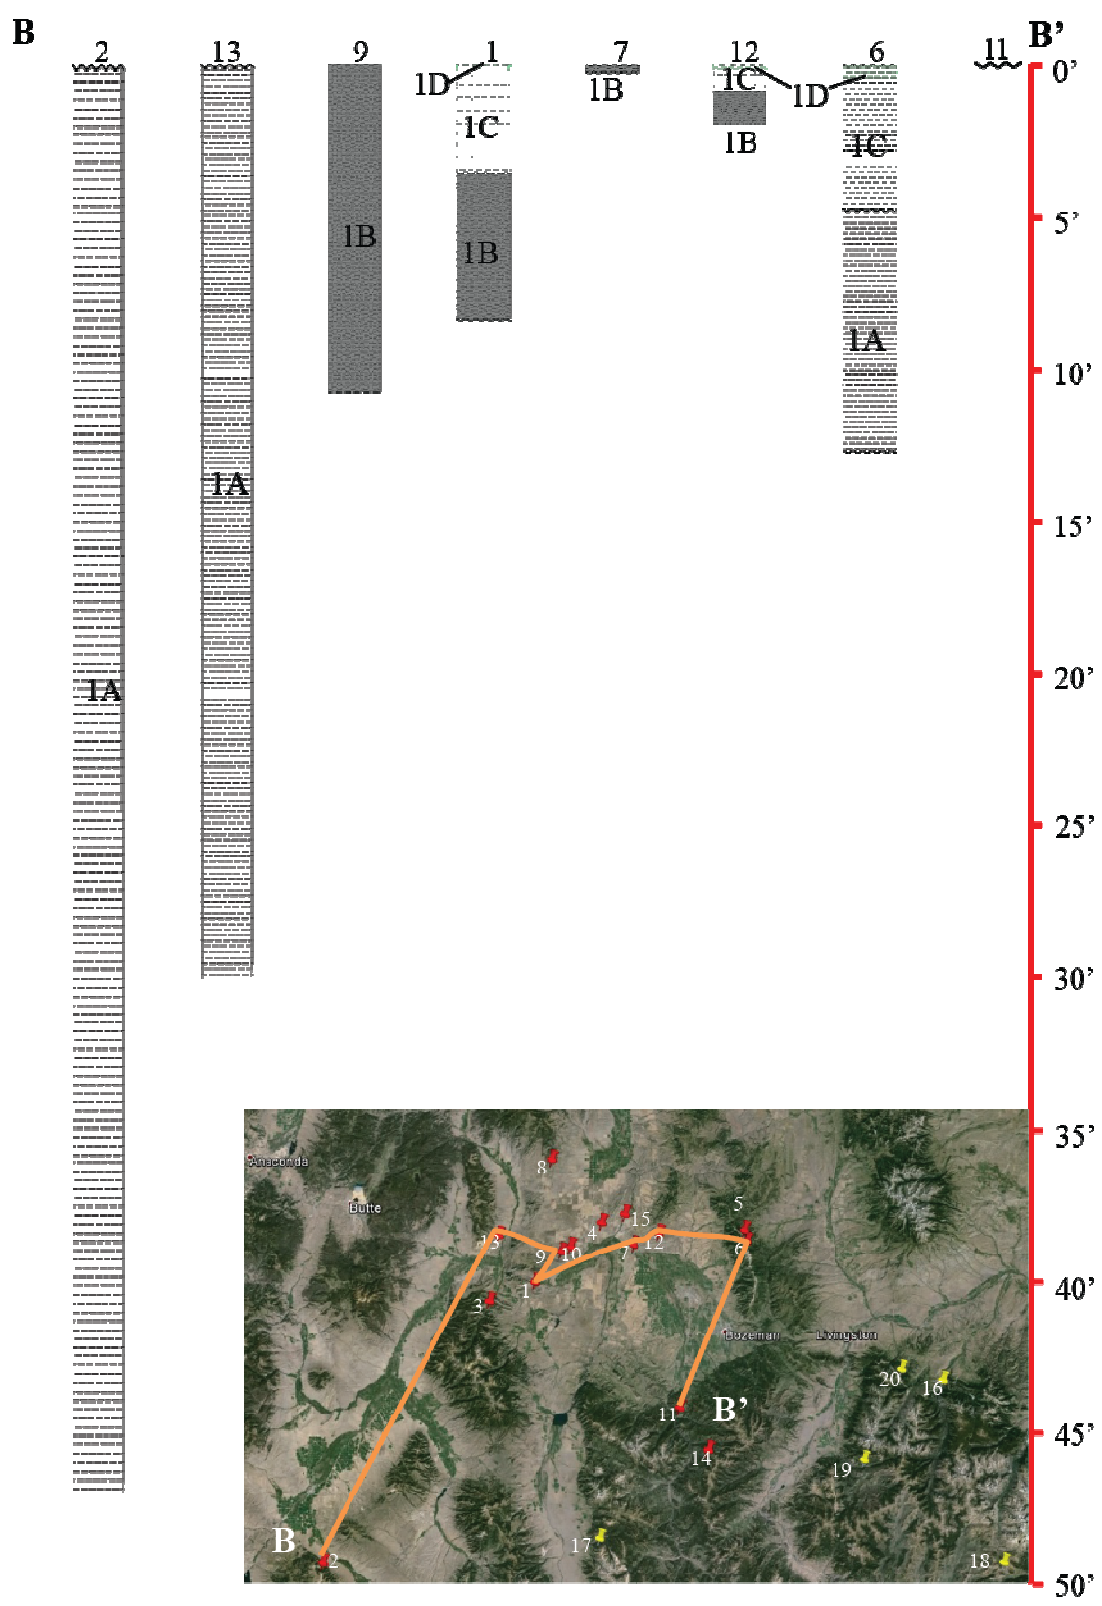 B B’
2 13 9 1 7 12 6 11
0’
1D 1C 1D
1B
1C 1B 1C
5’
1B 1B
1A
10’
1A
15’
20’
1A
25’
30’
35’
Anaconda 8
Butte 5
4 15
13 9 10 7 12 6
40’
3 1
Bozeman Livingston
20 16
11 B’
45’
14 19
B 17
2 18
50’